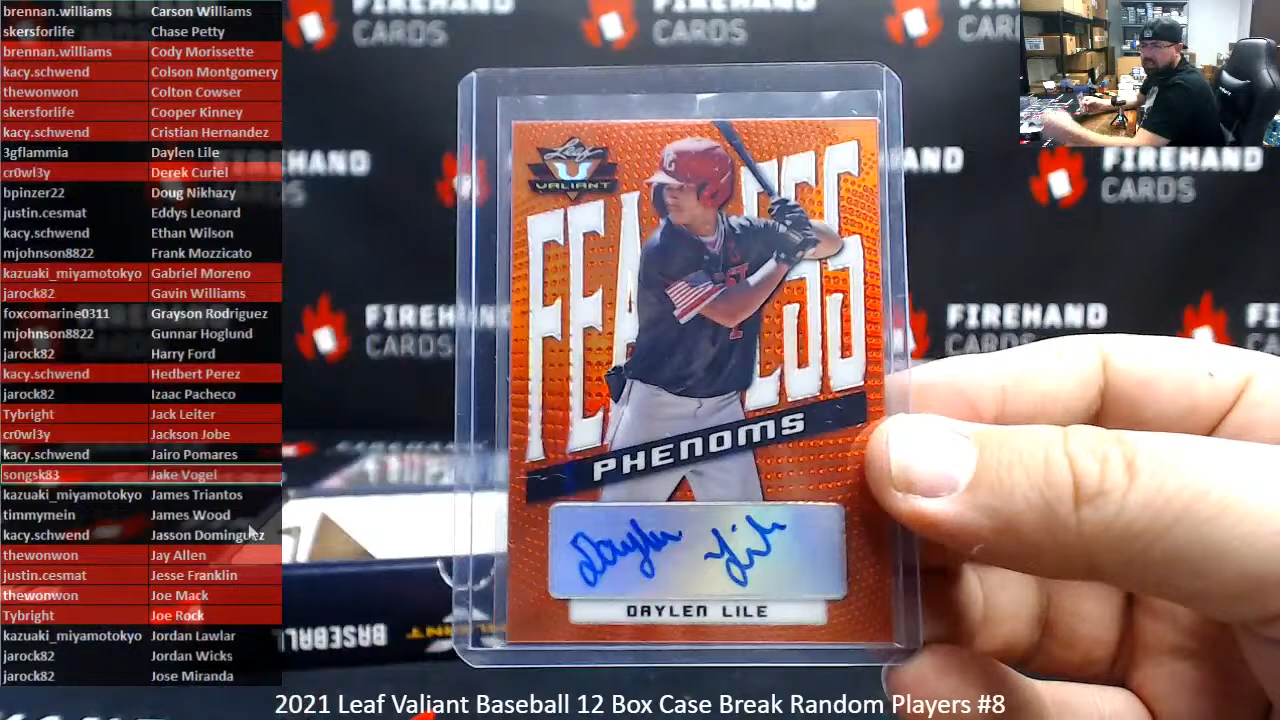 brennan.williams Carson Williams
skersforlife Chase Petty
brennan.williams Cody Morissette
kacy.schwend Colson Montgomery
thewonwon Colton Cowser
skersforlife Cooper Kinney
kacy.schwend Cristian Hernandez
3gflammia Daylen Lile
cr0wl3y Derek Curiel
bpinzer22 Doug Nikhazy
justin.cesmat Eddys Leonard
kacy.schwend Ethan Wilson
mjohnson8822 Frank Mozzicato
kazuaki_miyamotokyo Gabriel Moreno
jarock82 Gavin Williams
foxcomarine0311 Grayson Rodriguez
mjohnson8822 Gunnar Hoglund
jarock82 Harry Ford
kacy.schwend Hedbert Perez
jarock82 Izaac Pacheco
Tybright Jack Leiter
cr0wl3y Jackson Jobe
kacy.schwend Jairo Pomares
songsk83 Jake Vogel
kazuaki_miyamotokyo James Triantos
timmymein James Wood
kacy.schwend Jasson Dominguez
thewonwon Jay Allen
justin.cesmat Jesse Franklin
thewonwon Joe Mack
Tybright Joe Rock
kazuaki_miyamotokyo Jordan Lawlar
jarock82 Jordan Wicks
jarock82 Jose Miranda
FIREHAND
CARDS
FIREHAND
CARDS
Leaf
VALIANT
FEARLESS
PHENOMS
Daylen Lile
DAYLEN LILE
BASEBALL
2021 Leaf Valiant Baseball 12 Box Case Break Random Players #8